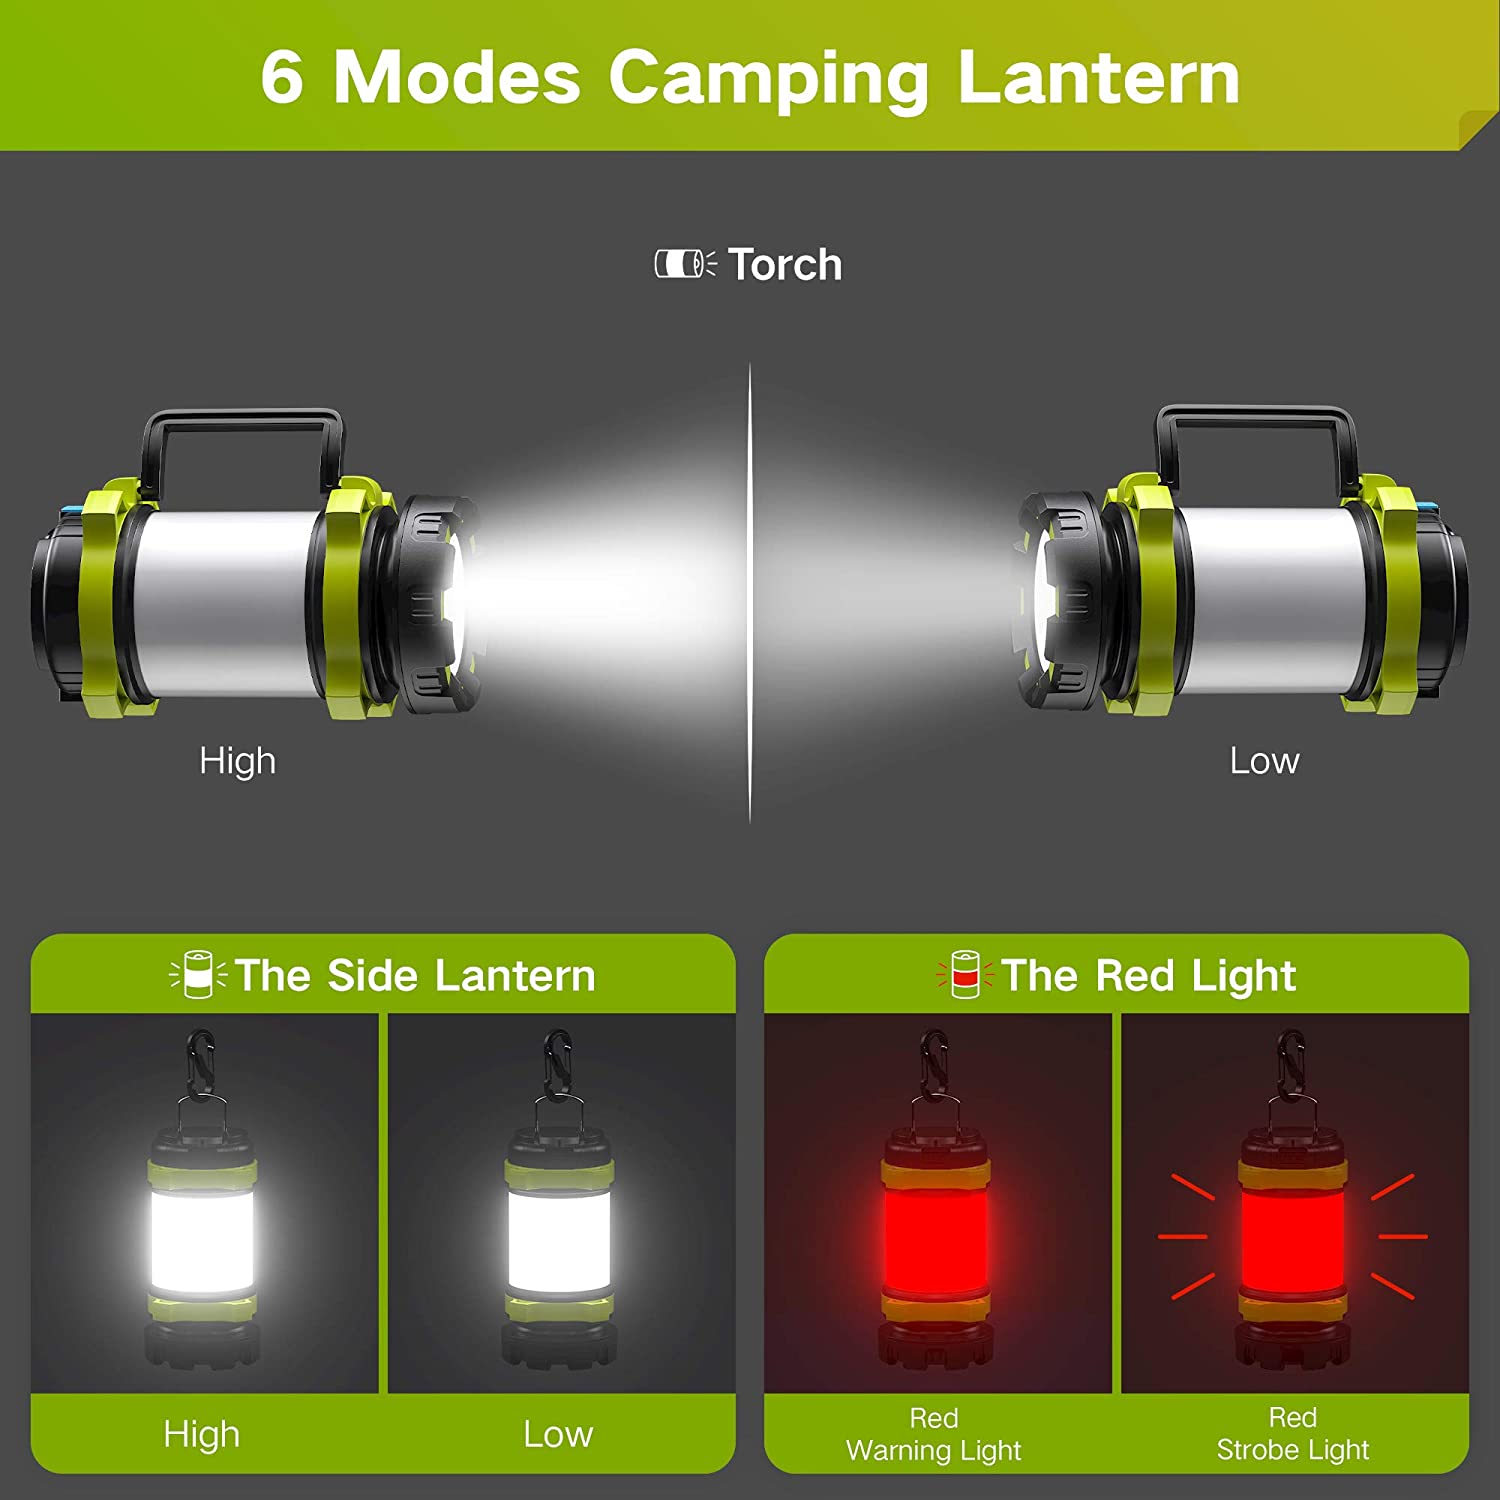 6 Modes Camping Lantern
Torch
High
Low
The Side Lantern
The Red Light
High
Low
Red
Warning Light
Red
Strobe Light